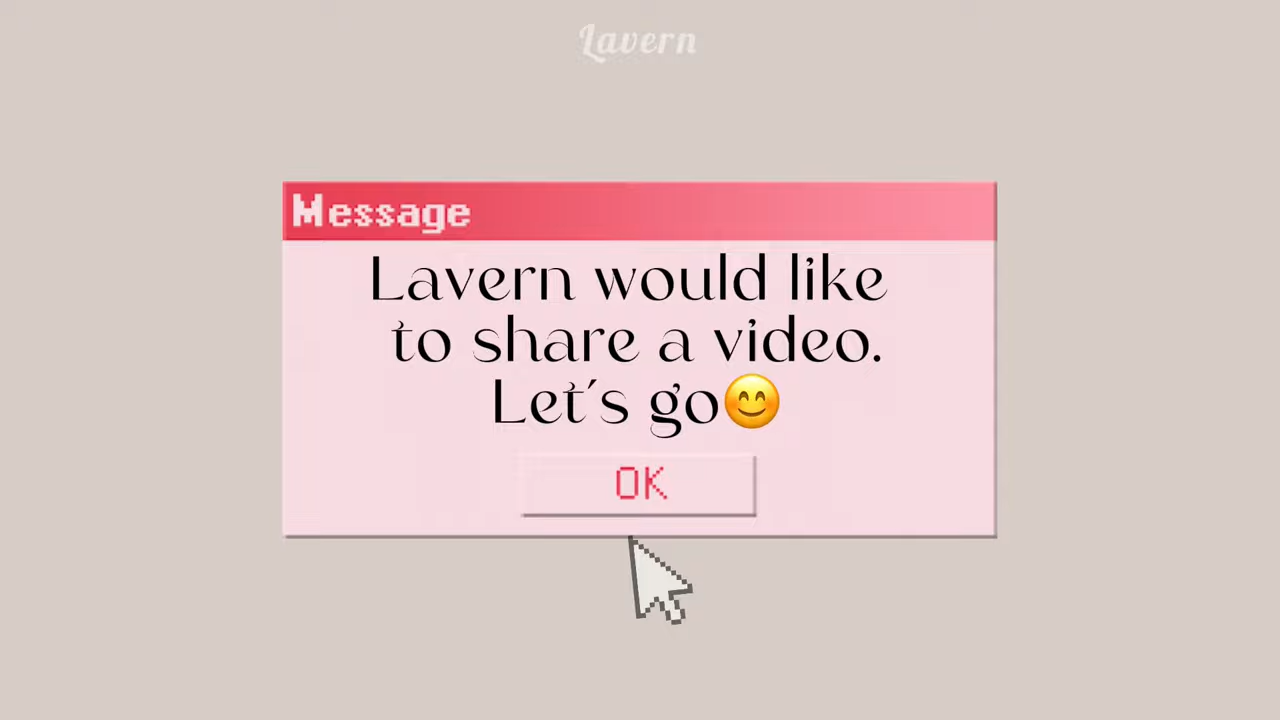 Lavern
Message
Lavern would like
to share a video.
Let's go😊
OK